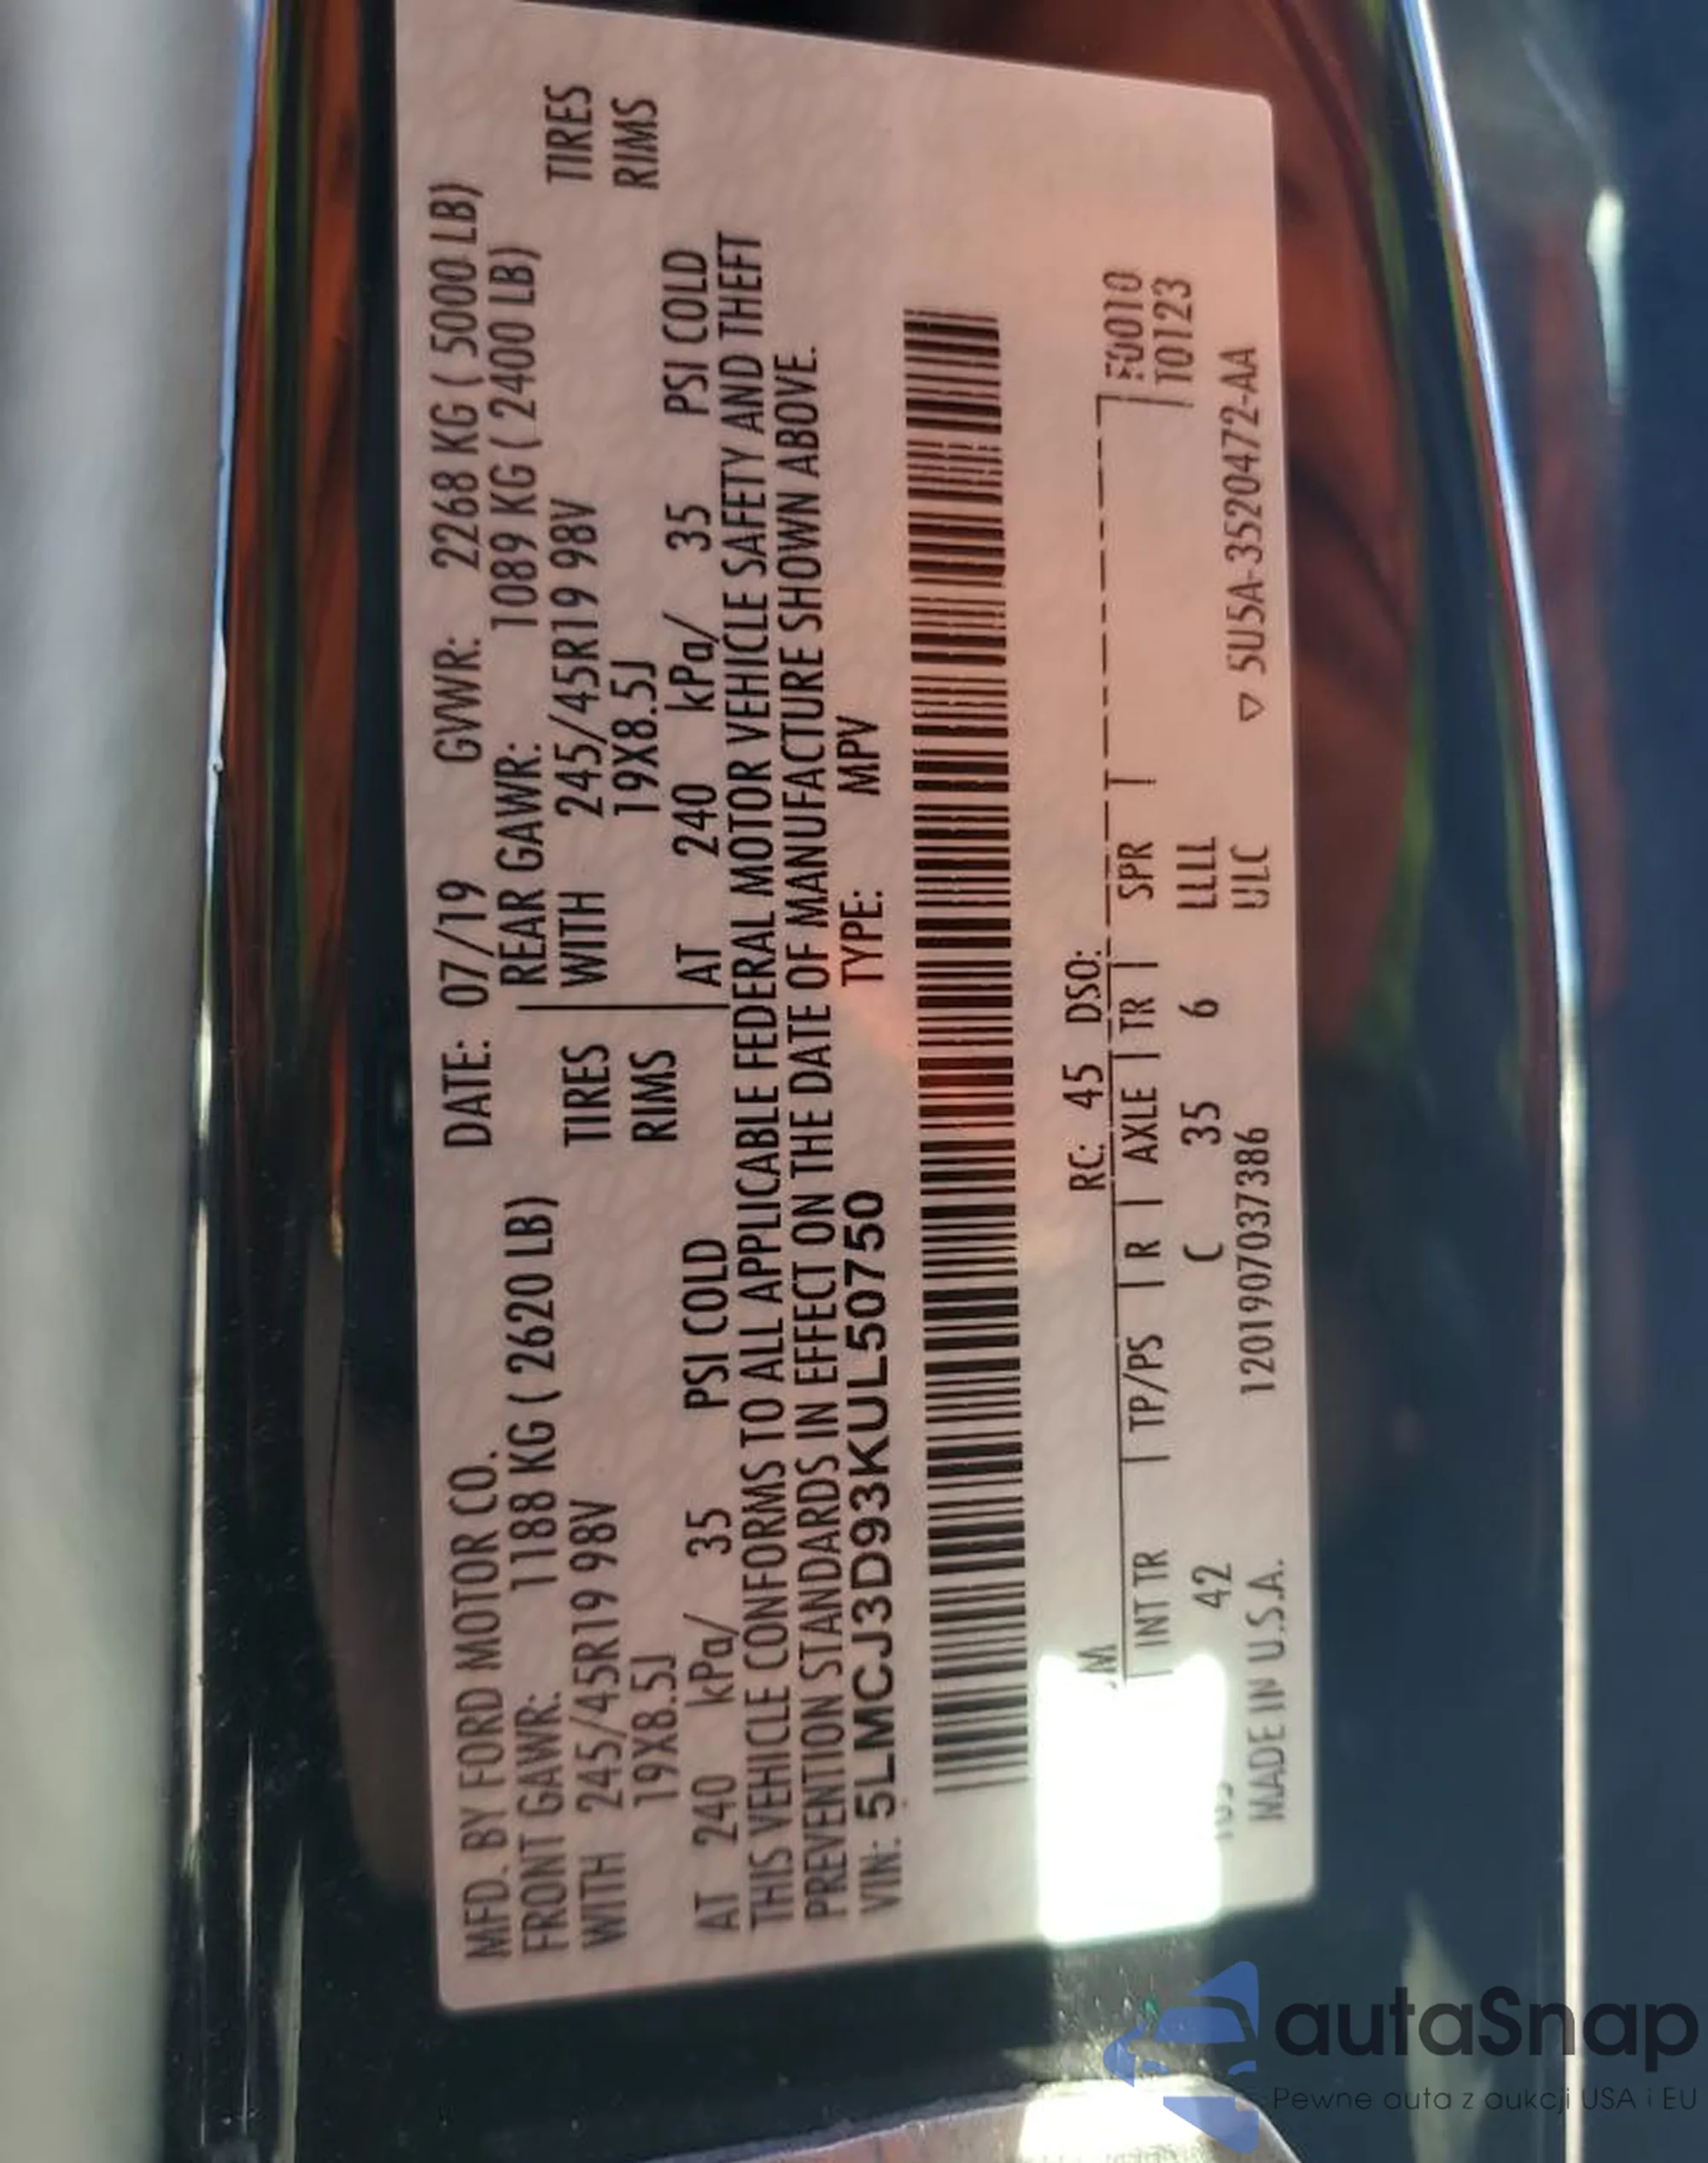 MFD. BY FORD MOTOR CO. DATE: 07/19 GVWR: 2268 KG ( 5000 LB)
FRONT GAWR: 1188 KG ( 2620 LB) REAR GAWR: 1089 KG ( 2400 LB)
WITH 245/45R19 98V TIRES WITH 245/45R19 98V TIRES
19X8.5J RIMS 19X8.5J RIMS
AT 240 kPa/ 35 PSI COLD AT 240 kPa/ 35 PSI COLD
THIS VEHICLE CONFORMS TO ALL APPLICABLE FEDERAL MOTOR VEHICLE SAFETY AND THEFT
PREVENTION STANDARDS IN EFFECT ON THE DATE OF MANUFACTURE SHOWN ABOVE.
VIN: 5LMCJ3D93KUL50750 TYPE: MPV
RC: 45 DSO:
INT TR TP/PS R AXLE TR SPR F0010
42 C 35 6 LLLL T0123
MADE IN U.S.A. 120190703​7386 ULC ▽ 5U5A-3520472-AA
autaSnap
Pewne auta z aukcji USA i EU